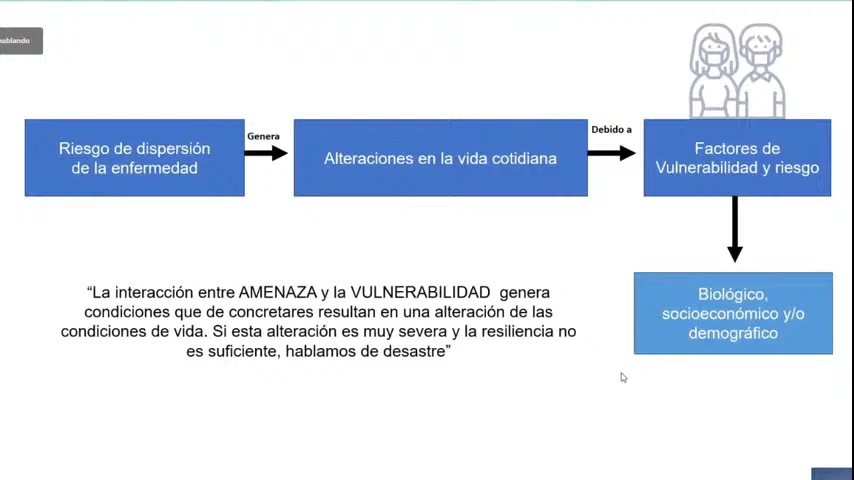 hablando
Riesgo de dispersión
de la enfermedad
Genera
Alteraciones en la vida cotidiana
Debido a
Factores de
Vulnerabilidad y riesgo
Biológico,
socioeconómico y/o
demográfico
“La interacción entre AMENAZA y la VULNERABILIDAD genera
condiciones que de concretares resultan en una alteración de las
condiciones de vida. Si esta alteración es muy severa y la resiliencia no
es suficiente, hablamos de desastre”